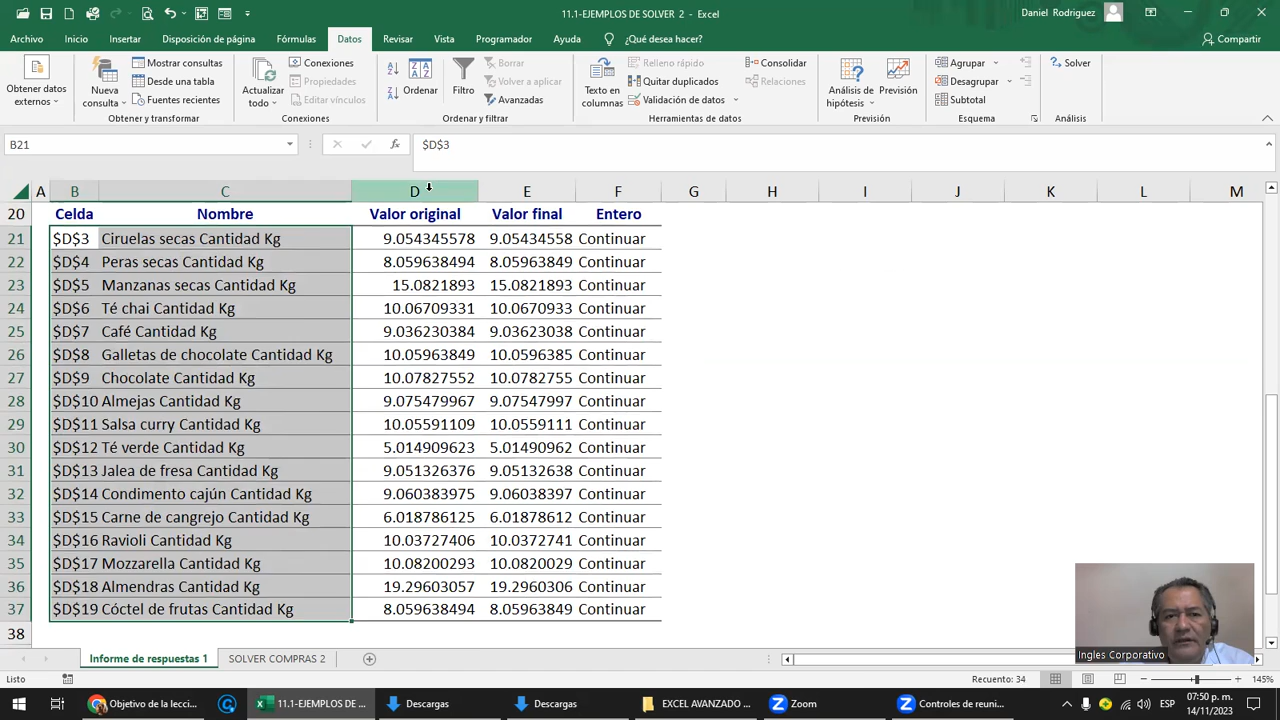 11.1-EJEMPLOS DE SOLVER 2 - Excel
Daniel Rodriguez
Archivo Inicio Insertar Disposición de página Fórmulas Datos Revisar Vista Programador Ayuda ¿Qué desea hacer? Compartir
Obtener datos externos
Nueva consulta
Mostrar consultas
Desde una tabla
Fuentes recientes
Obtener y transformar
Actualizar todo
Conexiones
Propiedades
Editar vínculos
Conexiones
Ordenar
Filtro
Borrar
Volver a aplicar
Avanzadas
Ordenar y filtrar
Texto en columnas
Relleno rápido
Quitar duplicados
Validación de datos
Consolidar
Relaciones
Herramientas de datos
Análisis de hipótesis
Previsión
Previsión
Agrupar
Desagrupar
Subtotal
Esquema
Solver
Análisis
B21 fx $D$3
A B C D E F G H I J K L M
20 Celda Nombre Valor original Valor final Entero
21 $D$3 Ciruelas secas Cantidad Kg 9.054345578 9.05434558 Continuar
22 $D$4 Peras secas Cantidad Kg 8.059638494 8.05963849 Continuar
23 $D$5 Manzanas secas Cantidad Kg 15.0821893 15.0821893 Continuar
24 $D$6 Té chai Cantidad Kg 10.06709331 10.0670933 Continuar
25 $D$7 Café Cantidad Kg 9.036230384 9.03623038 Continuar
26 $D$8 Galletas de chocolate Cantidad Kg 10.05963849 10.0596385 Continuar
27 $D$9 Chocolate Cantidad Kg 10.07827552 10.0782755 Continuar
28 $D$10 Almejas Cantidad Kg 9.075479967 9.07547997 Continuar
29 $D$11 Salsa curry Cantidad Kg 10.05591109 10.0559111 Continuar
30 $D$12 Té verde Cantidad Kg 5.014909623 5.01490962 Continuar
31 $D$13 Jalea de fresa Cantidad Kg 9.051326376 9.05132638 Continuar
32 $D$14 Condimento cajún Cantidad Kg 9.060383975 9.06038397 Continuar
33 $D$15 Carne de cangrejo Cantidad Kg 6.018786125 6.01878612 Continuar
34 $D$16 Ravioli Cantidad Kg 10.03727406 10.0372741 Continuar
35 $D$17 Mozzarella Cantidad Kg 10.08200293 10.0820029 Continuar
36 $D$18 Almendras Cantidad Kg 19.29603057 19.2960306 Continuar
37 $D$19 Cóctel de frutas Cantidad Kg 8.059638494 8.05963849 Continuar
38
Ingles Corporativo
Informe de respuestas 1 SOLVER COMPRAS 2
Listo Recuento: 34 145%
Objetivo de la lecci... 11.1-EJEMPLOS DE ... Descargas Descargas EXCEL AVANZADO ... Zoom Controles de reuni... ESP 07:50 p. m.
14/11/2023